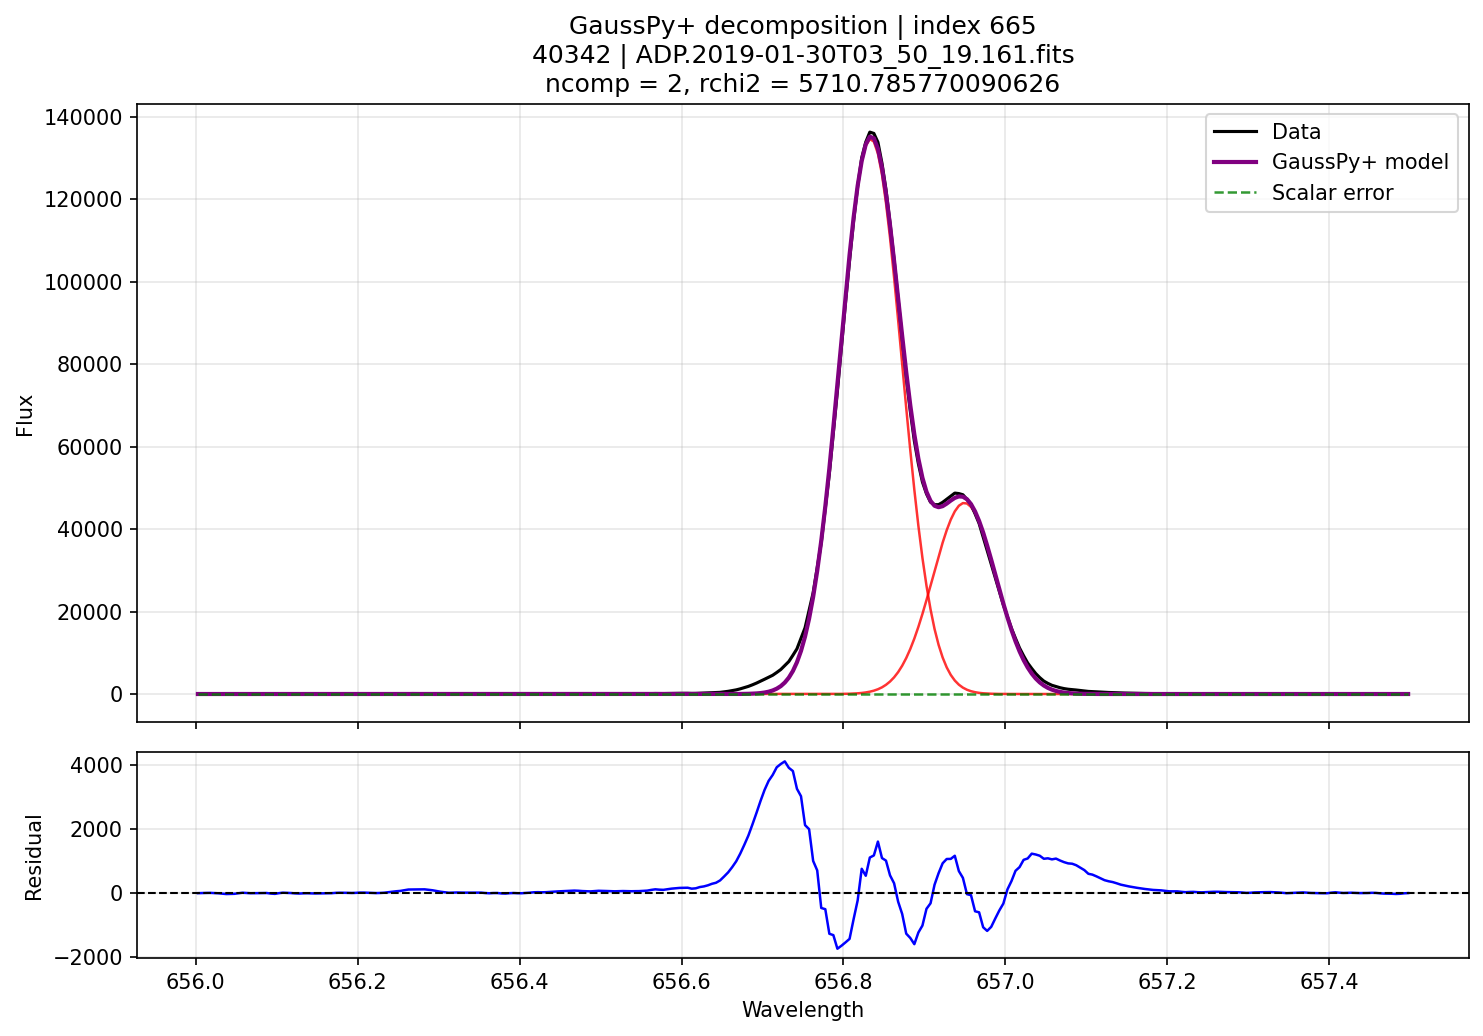 GaussPy+ decomposition | index 665
40342 | ADP.2019-01-30T03_50_19.161.fits
ncomp = 2, rchi2 = 5710.785770090626
140000
120000
100000
80000
60000
40000
20000
0
Flux
Data
GaussPy+ model
Scalar error
4000
2000
0
−2000
Residual
656.0
656.2
656.4
656.6
656.8
657.0
657.2
657.4
Wavelength